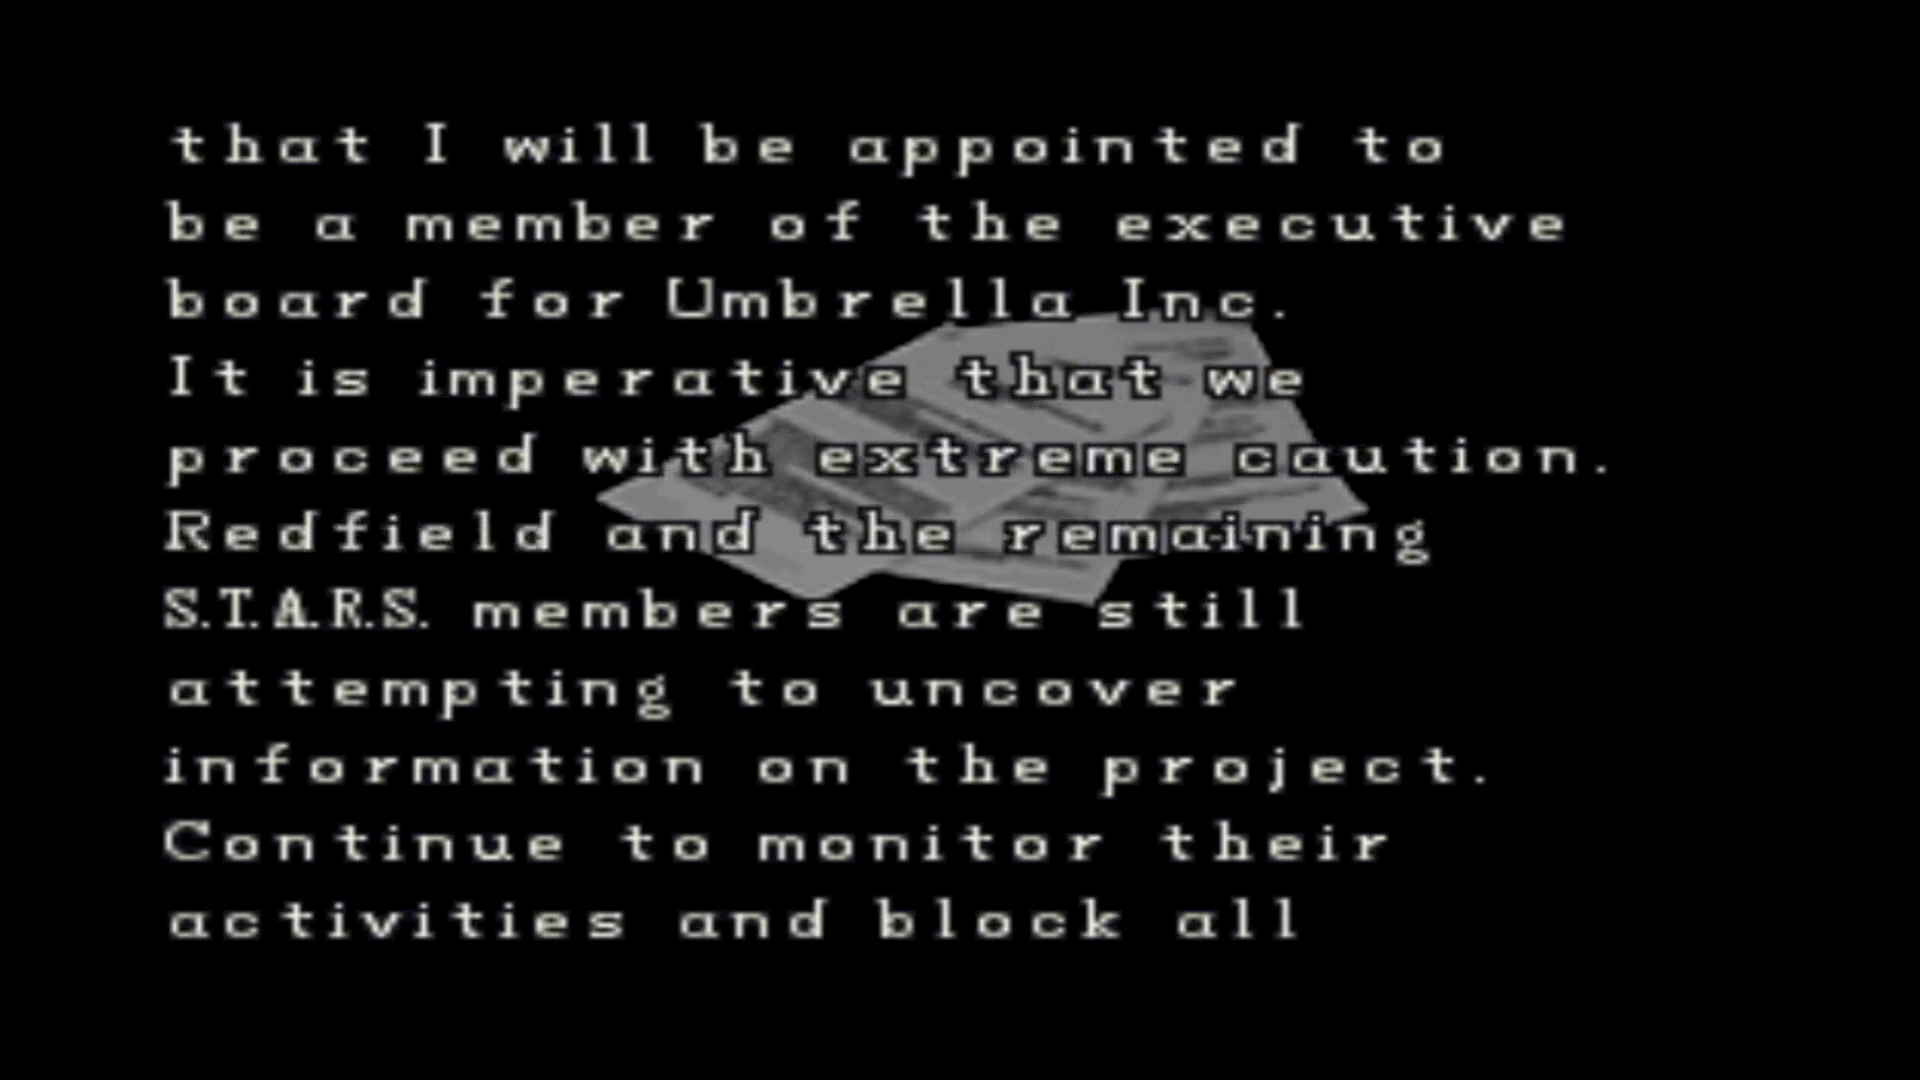 that I will be appointed to
be a member of the executive
board for Umbrella Inc.
It is imperative that we
proceed with extreme caution.
Redfield and the remaining
S.T.A.R.S. members are still
attempting to uncover
information on the project.
Continue to monitor their
activities and block all